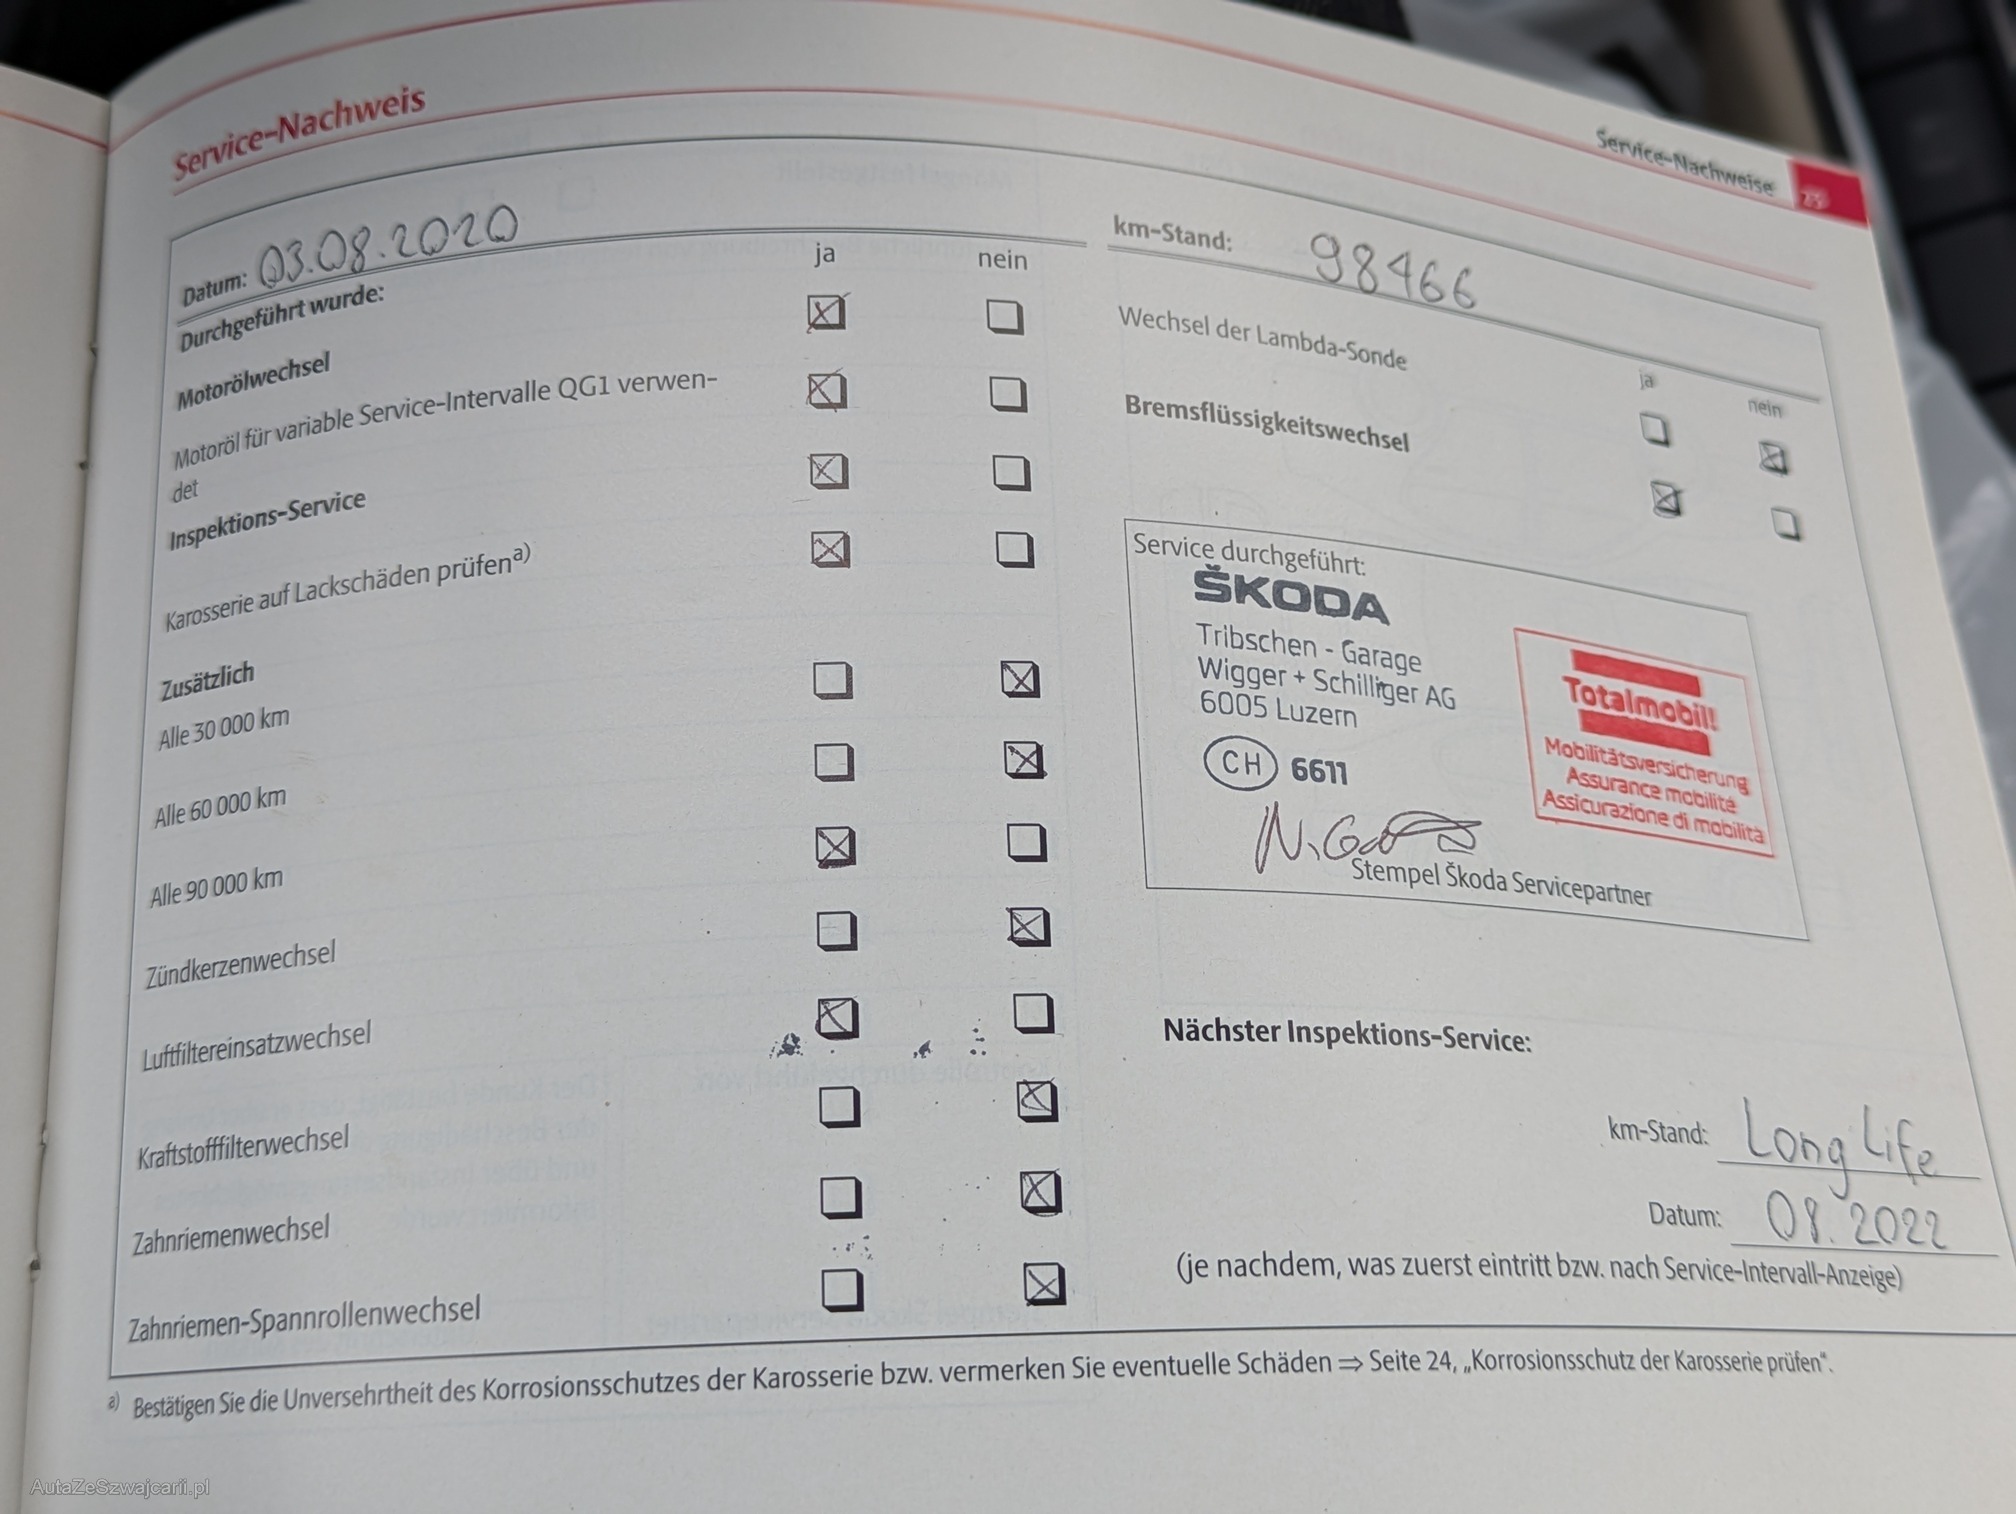 Service-Nachweise 25
Service-Nachweis
Datum: 03.08.2020
Durchgeführt wurde:
ja nein
Motorölwechsel
Motoröl für variable Service-Intervalle QG1 verwen-
det
Inspektions-Service
Karosserie auf Lackschäden prüfen a)
Zusätzlich
Alle 30 000 km
Alle 60 000 km
Alle 90 000 km
Zündkerzenwechsel
Luftfiltereinsatzwechsel
Kraftstofffilterwechsel
Zahnriemenwechsel
Zahnriemen-Spannrollenwechsel
km-Stand: 98466
ja nein
Wechsel der Lambda-Sonde
Bremsflüssigkeitswechsel
Service durchgeführt:
ŠKODA
Tribschen - Garage
Wigger + Schilliger AG
6005 Luzern
CH 6611
Totalmobil!
Mobilitätsversicherung
Assurance mobilité
Assicurazione di mobilità
Stempel Škoda Servicepartner
Nächster Inspektions-Service:
km-Stand: Long Life
Datum: 08.2022
(je nachdem, was zuerst eintritt bzw. nach Service-Intervall-Anzeige)
a) Bestätigen Sie die Unversehrtheit des Korrosionsschutzes der Karosserie bzw. vermerken Sie eventuelle Schäden ⇒ Seite 24, „Korrosionsschutz der Karosserie prüfen“.
AutaZeSzwajcarii.pl